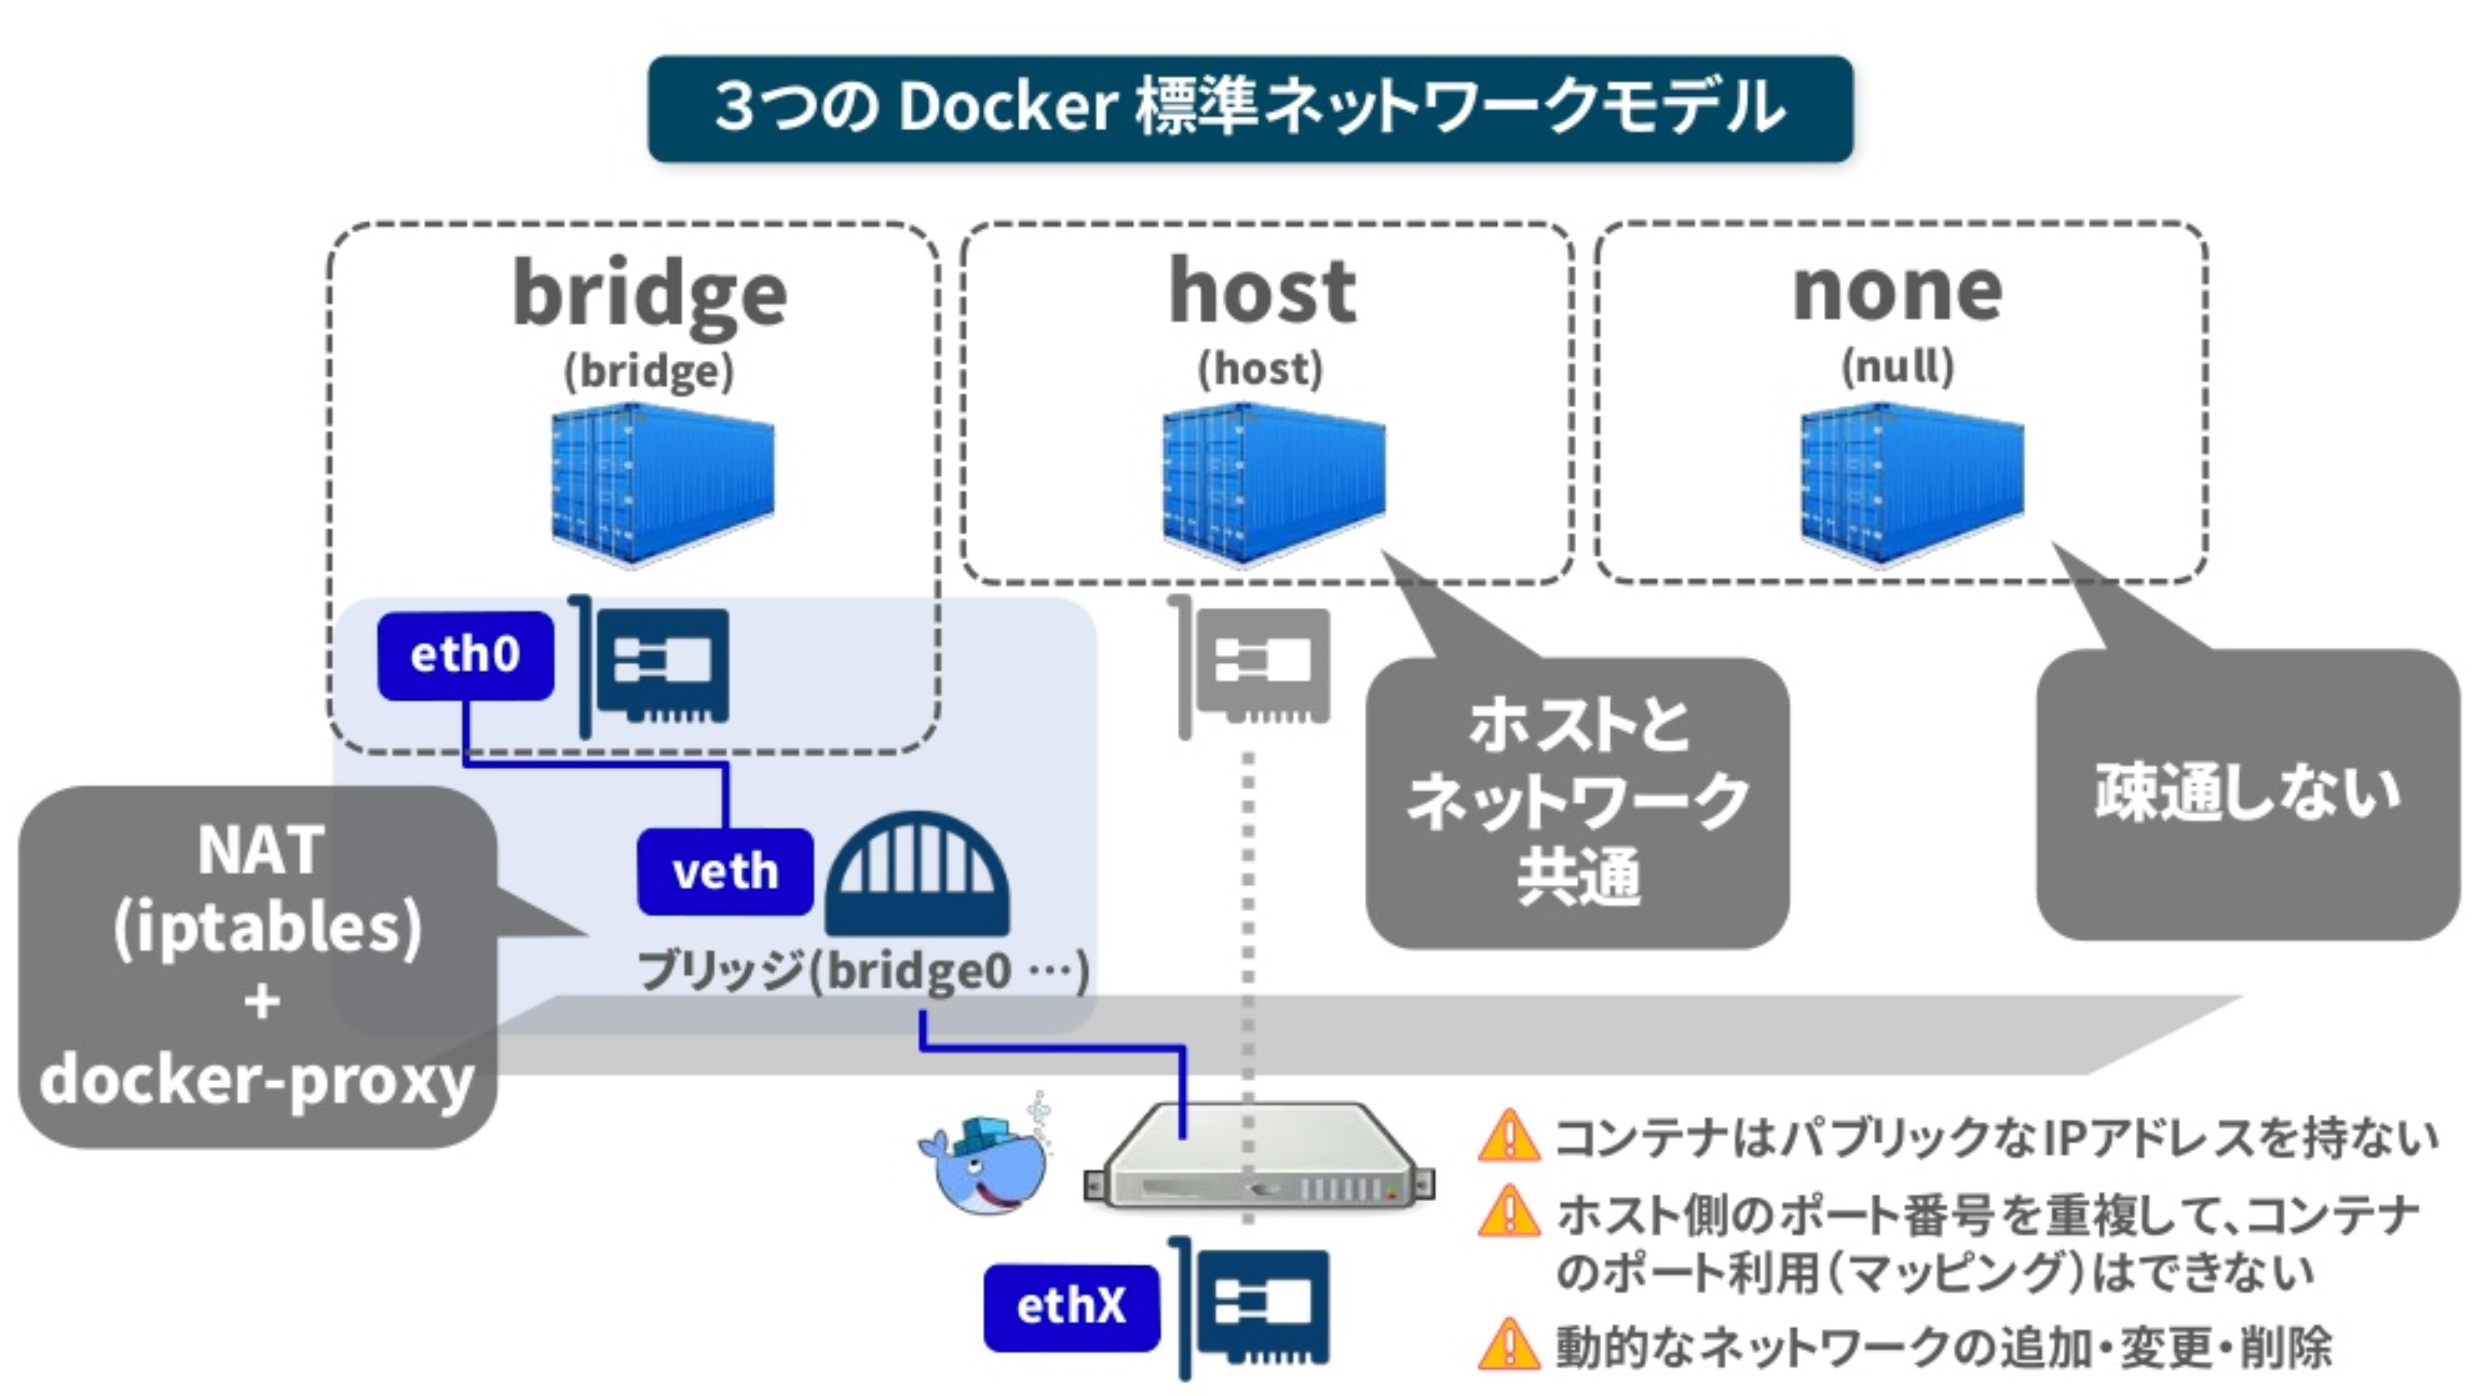 3つの Docker 標準ネットワークモデル
bridge
(bridge)
host
(host)
none
(null)
eth0
veth
ブリッジ(bridge0 …)
NAT
(iptables)
+
docker-proxy
ホストと
ネットワーク
共通
疎通しない
ethX
コンテナはパブリックなIPアドレスを持ない
ホスト側のポート番号を重複して、コンテナ
のポート利用(マッピング)はできない
動的なネットワークの追加・変更・削除